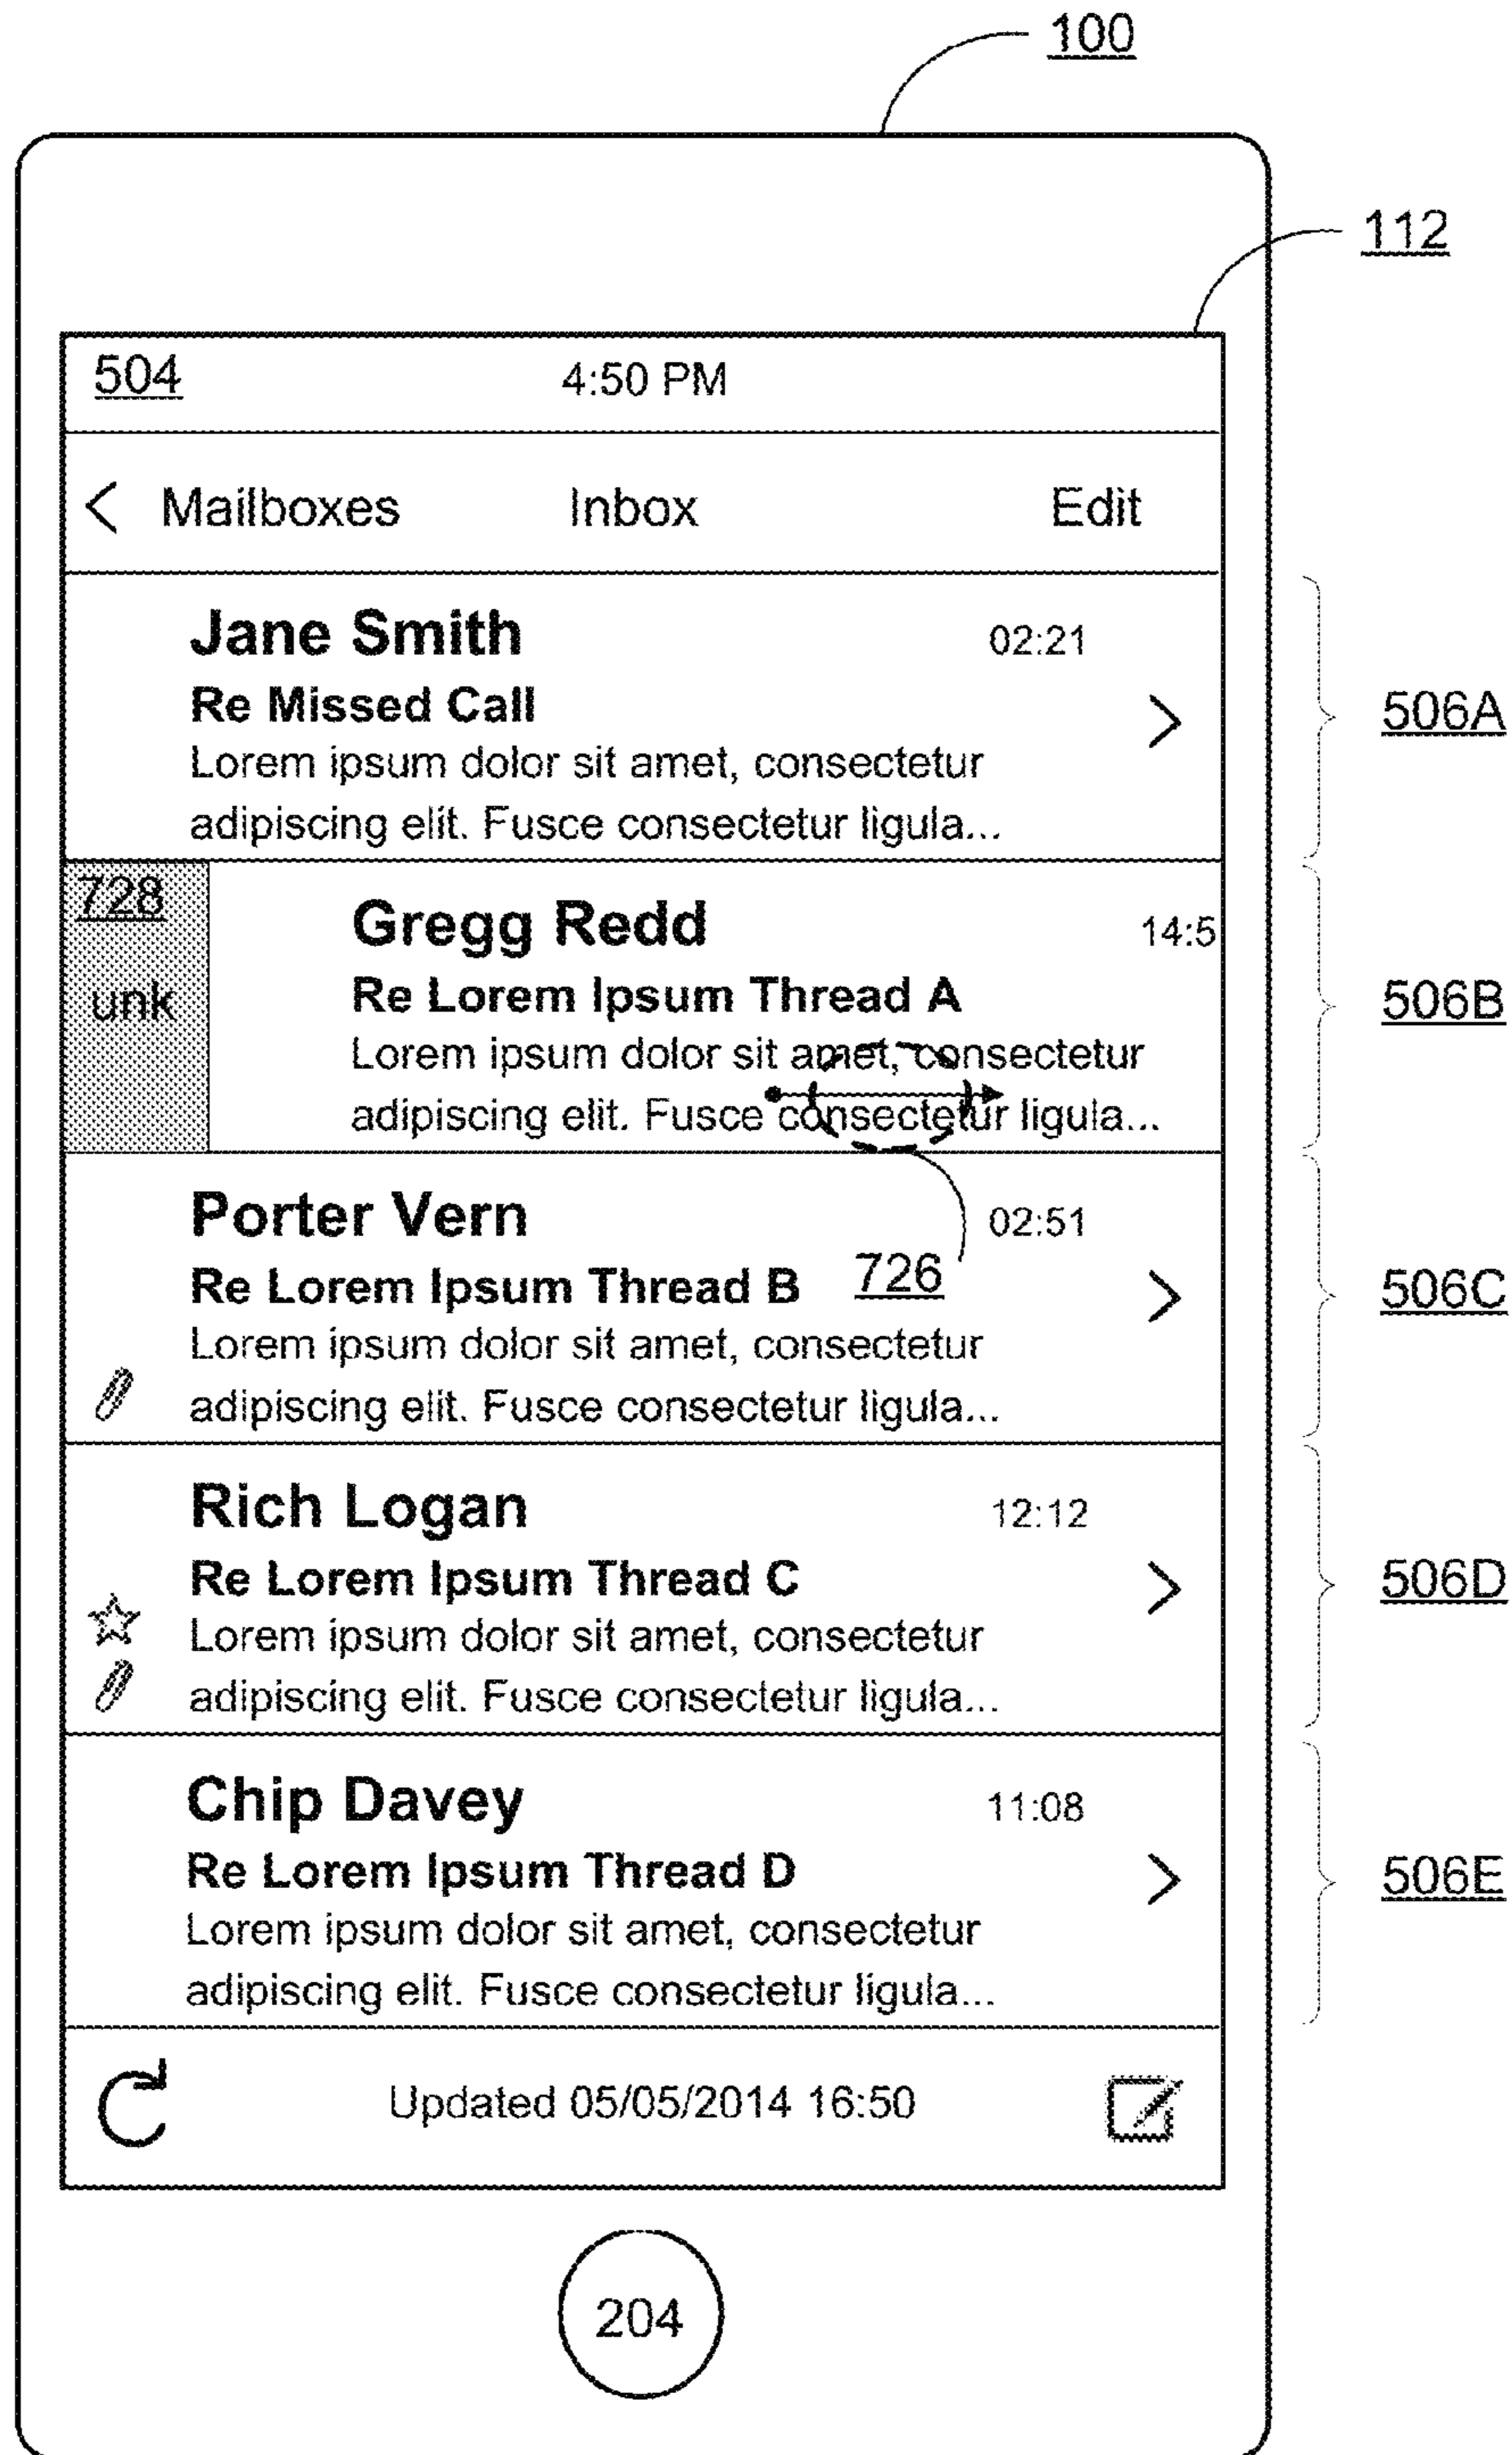 100
112
504 4:50 PM
< Mailboxes Inbox Edit
Jane Smith 02:21
Re Missed Call
506A
Lorem ipsum dolor sit amet, consectetur
adipiscing elit. Fusce consectetur ligula...
728
Gregg Redd 14:5
unk
Re Lorem Ipsum Thread A
506B
Lorem ipsum dolor sit amet, consectetur
adipiscing elit. Fusce consectetur ligula...
Porter Vern 02:51
726
Re Lorem Ipsum Thread B
506C
Lorem ipsum dolor sit amet, consectetur
adipiscing elit. Fusce consectetur ligula...
Rich Logan 12:12
Re Lorem Ipsum Thread C
506D
Lorem ipsum dolor sit amet, consectetur
adipiscing elit. Fusce consectetur ligula...
Chip Davey 11:08
Re Lorem Ipsum Thread D
506E
Lorem ipsum dolor sit amet, consectetur
adipiscing elit. Fusce consectetur ligula...
Updated 05/05/2014 16:50
204